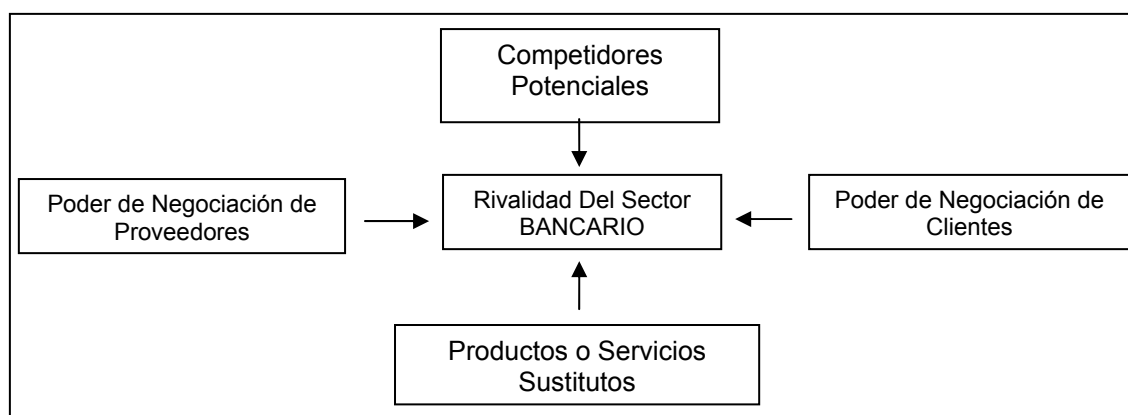 Competidores
Potenciales
Poder de Negociación de
Proveedores
Rivalidad Del Sector
BANCARIO
Poder de Negociación de
Clientes
Productos o Servicios
Sustitutos